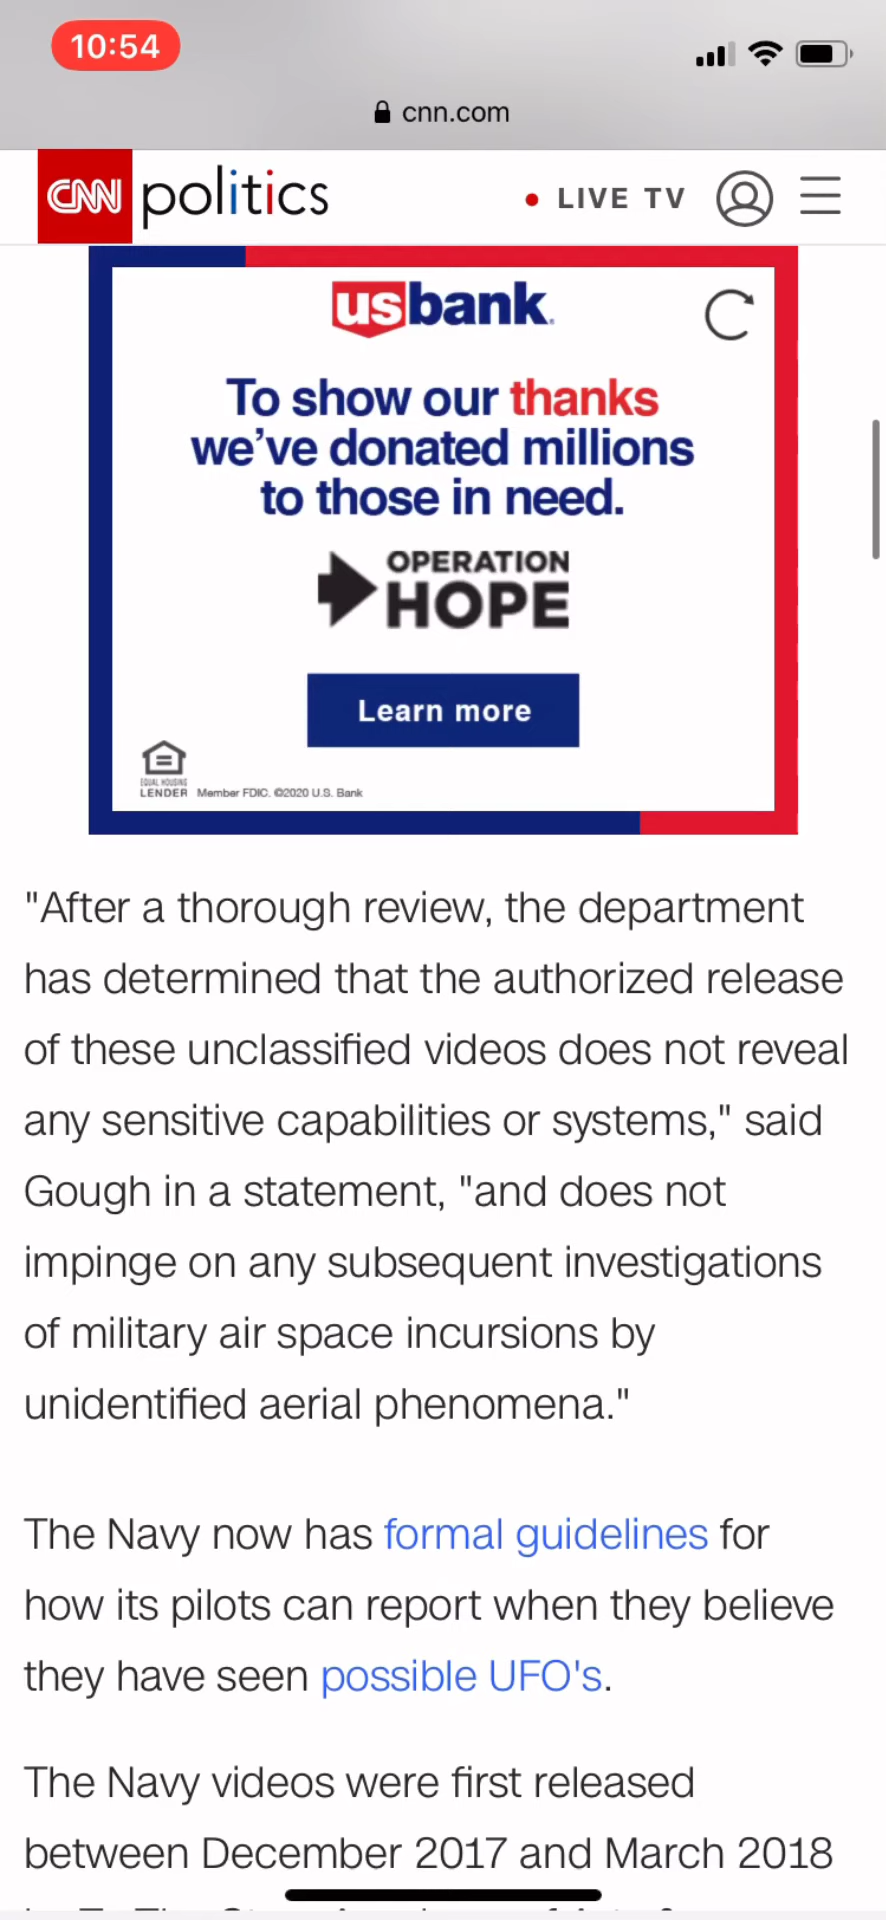 10:54
cnn.com
CNN politics
LIVE TV
usbank.
To show our thanks
we've donated millions
to those in need.
OPERATION
HOPE
Learn more
EQUAL HOUSING
LENDER Member FDIC. ©2020 U.S. Bank
"After a thorough review, the department
has determined that the authorized release
of these unclassified videos does not reveal
any sensitive capabilities or systems," said
Gough in a statement, "and does not
impinge on any subsequent investigations
of military air space incursions by
unidentified aerial phenomena."
The Navy now has formal guidelines for
how its pilots can report when they believe
they have seen possible UFO's.
The Navy videos were first released
between December 2017 and March 2018